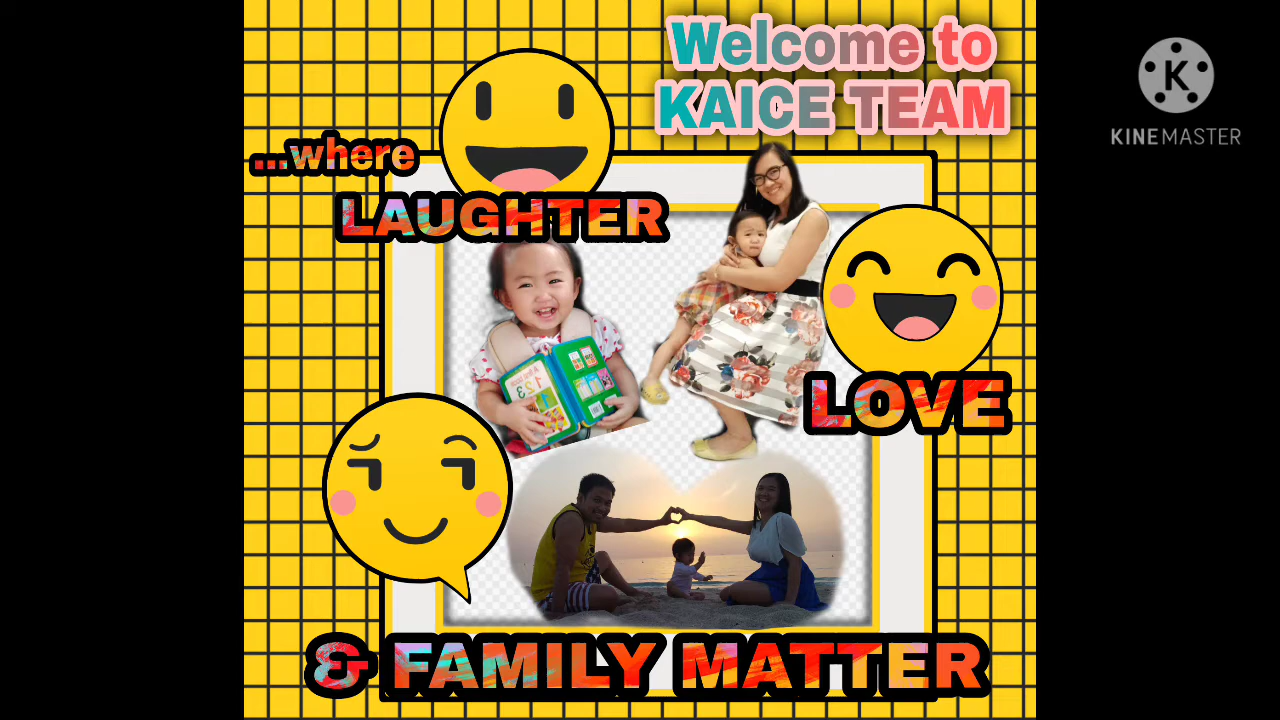 Welcome to
KAICE TEAM
KINEMASTER
...where
LAUGHTER
LOVE
& FAMILY MATTER